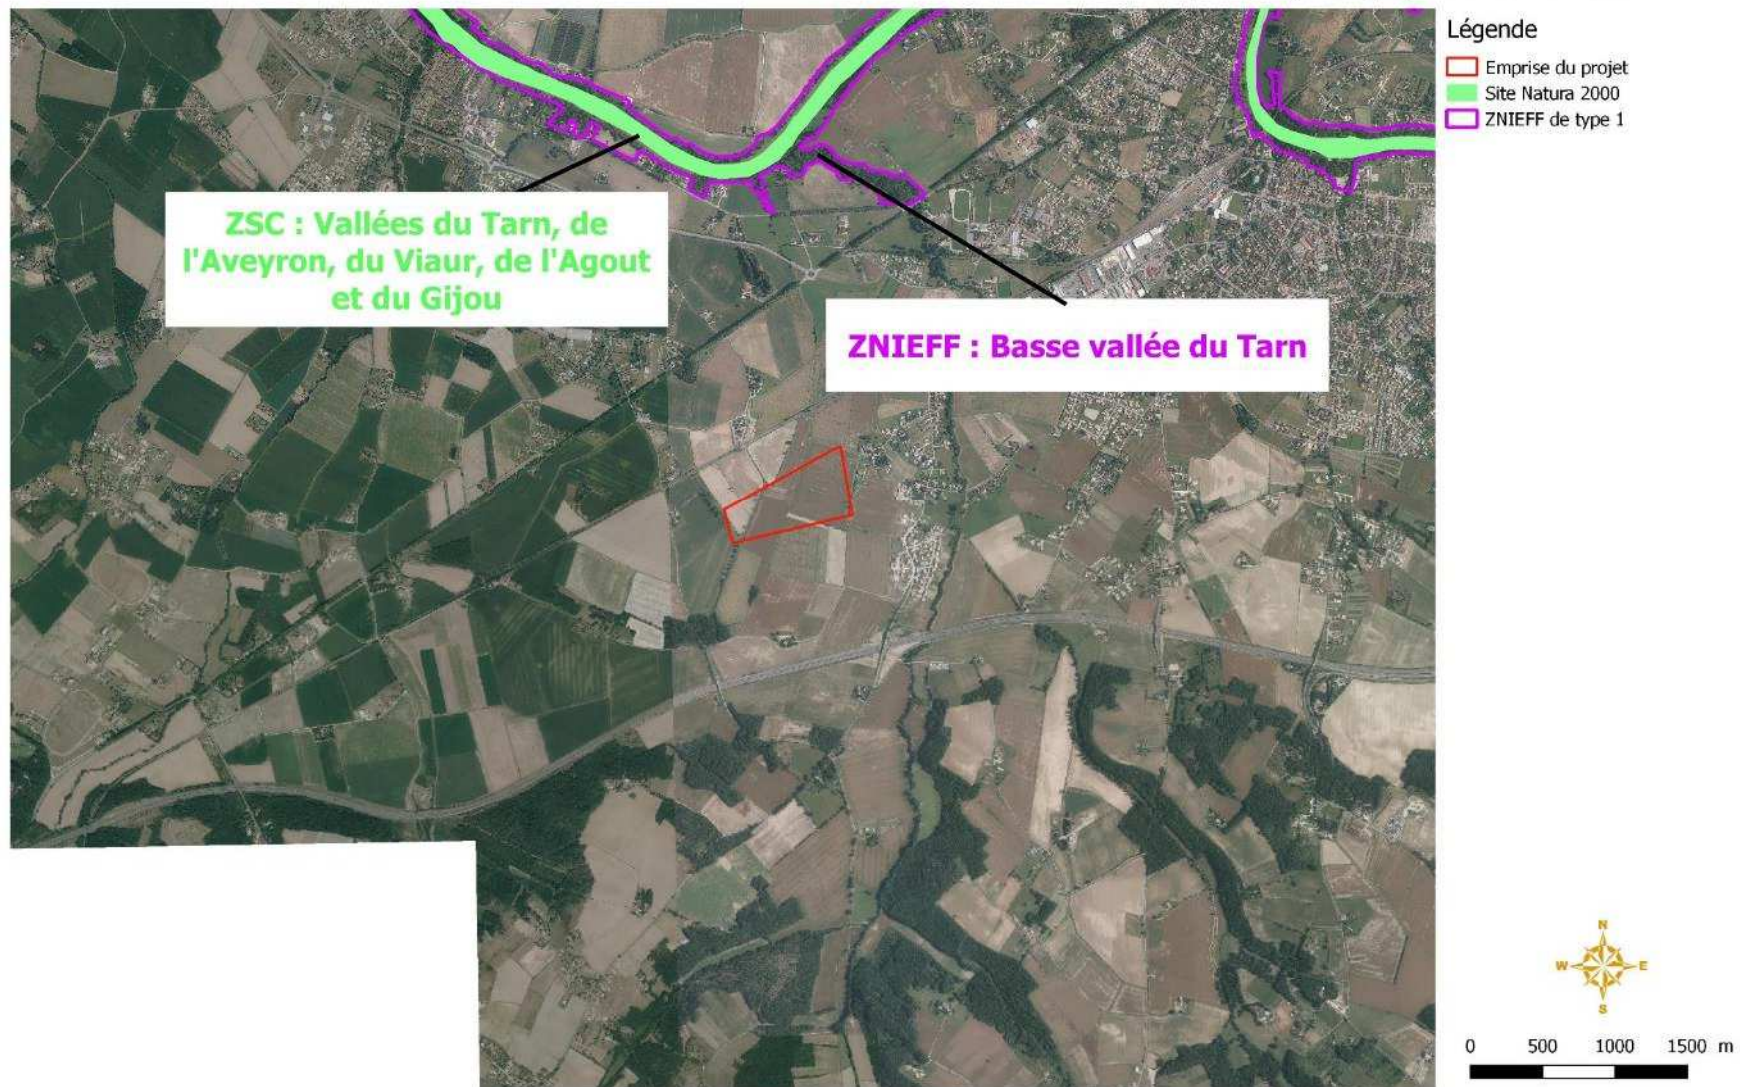 Légende
Emprise du projet
Site Natura 2000
ZNIEFF de type 1
ZSC : Vallées du Tarn, de
l'Aveyron, du Viaur, de l'Agout
et du Gijou
ZNIEFF : Basse vallée du Tarn
N
W E
S
0 500 1000 1500 m